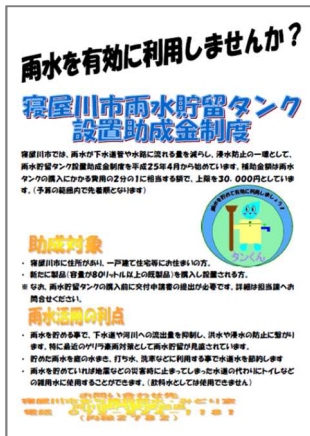 雨水を有効に利用しませんか？
寝屋川市雨水貯留タンク
設置助成金制度
寝屋川市では、雨水が下水道管や水路に流れる量を減らし、浸水防止の一環として、
雨水貯留タンク設置助成金制度を平成25年4月から始めています。補助金額は雨水
タンクの購入にかかる費用の2分の1に相当する額で、上限を30,000円としていま
す。（予算の範囲内で先着順となります）
雨水を貯めて有効に利用しましょう♪
タンくん
助成対象
・ 寝屋川市に住所があり、一戸建て住宅等にお住まいの方。
・ 新たに製品（容量が80リットル以上の既製品）を購入し設置される方。
※ なお、雨水貯留タンクの購入前に交付申請書の提出が必要です。詳細は担当課へお
問合せください。
雨水活用の利点
・ 雨水を貯める事で、下水道や河川への流出量を抑制し、洪水や浸水の防止に繋がり
ます。特に最近のゲリラ豪雨対策として雨水貯留が見直されています。
・ 貯めた雨水を庭の水まき、打ち水、洗車などに利用する事で水道水を節約します
・ 雨水を貯めていれば地震などの災害時に止まってしまった水道の代わりにトイレなど
の雑用水に使用することができます。（飲料水としては使用できません）